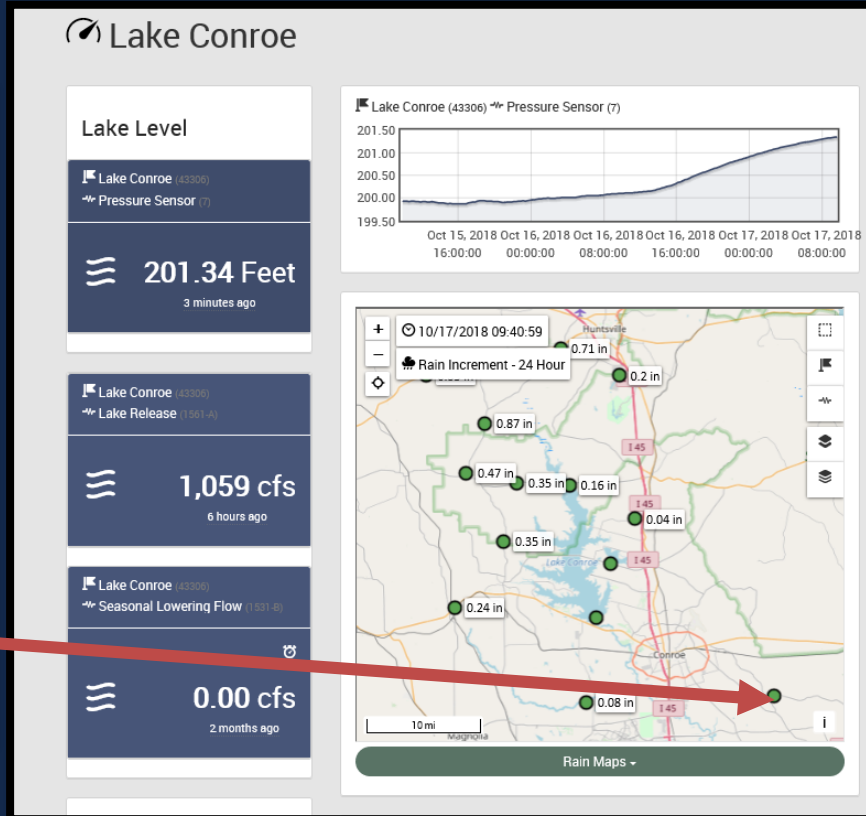 Lake Conroe
Lake Level
Lake Conroe (43306)
Pressure Sensor (7)
201.34 Feet
3 minutes ago
Lake Conroe (43306)
Lake Release (1561-A)
1,059 cfs
6 hours ago
Lake Conroe (43306)
Seasonal Lowering Flow (1531-B)
0.00 cfs
2 months ago
Lake Conroe (43306) Pressure Sensor (7)
201.50
201.00
200.50
200.00
199.50
Oct 15, 2018 Oct 16, 2018 Oct 16, 2018 Oct 16, 2018 Oct 17, 2018 Oct 17, 2018
16:00:00 00:00:00 08:00:00 16:00:00 00:00:00 08:00:00
+
−
10/17/2018 09:40:59
Rain Increment - 24 Hour
Huntsville
0.71 in
0.2 in
0.87 in
I 45
0.47 in
0.35 in
0.16 in
I 45
0.04 in
0.35 in
Lake Conroe
I 45
0.24 in
Conroe
0.08 in
I 45
10 mi
Magnolia
i
Rain Maps